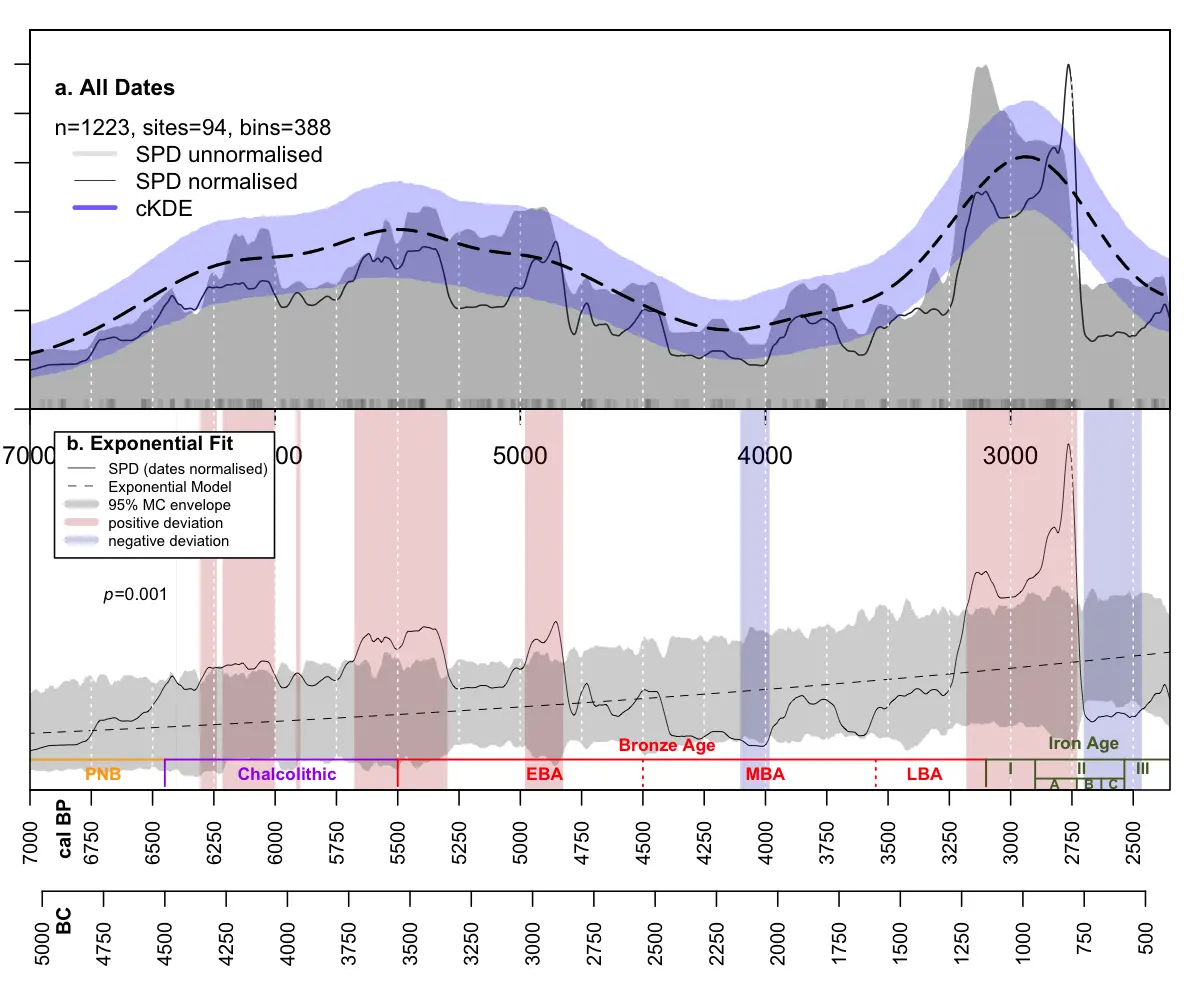 a. All Dates
n=1223, sites=94, bins=388
SPD unnormalised
SPD normalised
cKDE
7000 00 5000 4000 3000
b. Exponential Fit
SPD (dates normalised)
Exponential Model
95% MC envelope
positive deviation
negative deviation
p=0.001
Bronze Age Iron Age
PNB Chalcolithic EBA MBA LBA I II III
A B C
cal BP
7000 6750 6500 6250 6000 5750 5500 5250 5000 4750 4500 4250 4000 3750 3500 3250 3000 2750 2500
BC
5000 4750 4500 4250 4000 3750 3500 3250 3000 2750 2500 2250 2000 1750 1500 1250 1000 750 500